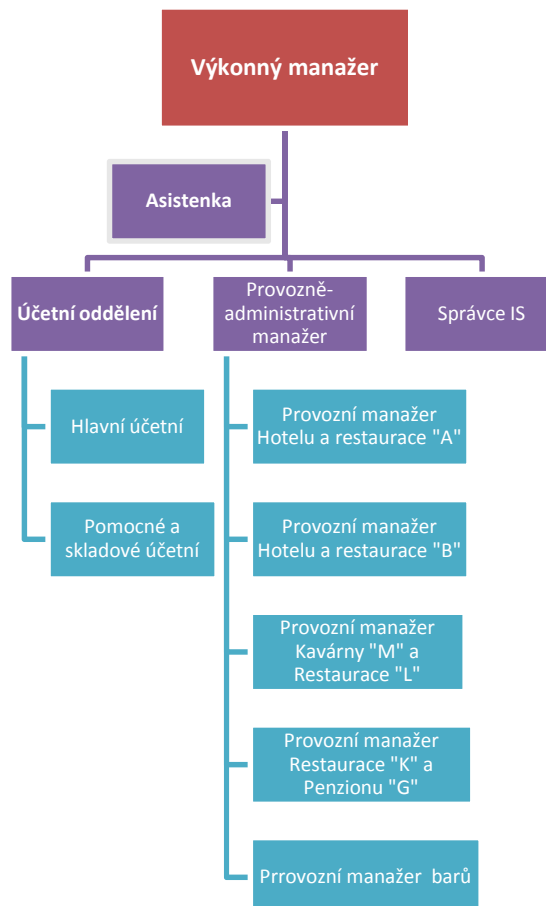 Výkonný manažer
Asistenka
Účetní oddělení
Provozně-
administrativní
manažer
Správce IS
Hlavní účetní
Pomocné a
skladové účetní
Provozní manažer
Hotelu a restaurace "A"
Provozní manažer
Hotelu a restaurace "B"
Provozní manažer
Kavárny "M" a
Restaurace "L"
Provozní manažer
Restaurace "K" a
Penzionu "G"
Prrovozní manažer  barů